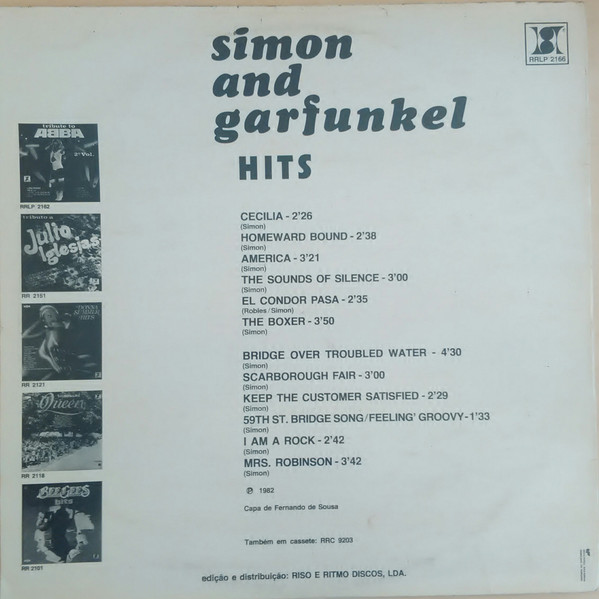 simon
and
garfunkel
HITS
RRLP 2166
tribute to
ABBA
2º Vol.
RRLP 2162
tribute a
Julio
Iglesias
RR 2151
RR 2121
Queen
RR 2118
BEE GEES
hits
RR 2101
CECILIA - 2'26
(Simon)
HOMEWARD BOUND - 2'38
(Simon)
AMERICA - 3'21
(Simon)
THE SOUNDS OF SILENCE - 3'00
(Simon)
EL CONDOR PASA - 2'35
(Robles/Simon)
THE BOXER - 3'50
(Simon)
BRIDGE OVER TROUBLED WATER - 4'30
(Simon)
SCARBOROUGH FAIR - 3'00
(Simon)
KEEP THE CUSTOMER SATISFIED - 2'29
(Simon)
59TH ST. BRIDGE SONG/FEELING' GROOVY - 1'33
(Simon)
I AM A ROCK - 2'42
(Simon)
MRS. ROBINSON - 3'42
(Simon)
℗ 1982
Capa de Fernando de Sousa
Também em cassete: RRC 9203
edição e distribuição: RISO E RITMO DISCOS, LDA.